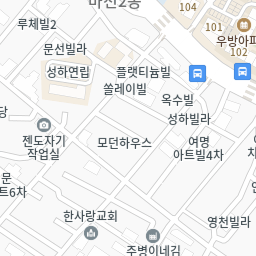 마천2동
104
루체빌2
102
101
우방아파
문선빌라
성하연립
플랫티늄빌
쏠레이빌
옥수빌
성하빌라
당
젠도자기
작업실
모던하우스
여명
아트빌4차
문
아트6차
한사랑교회
영천빌라
주병이네김